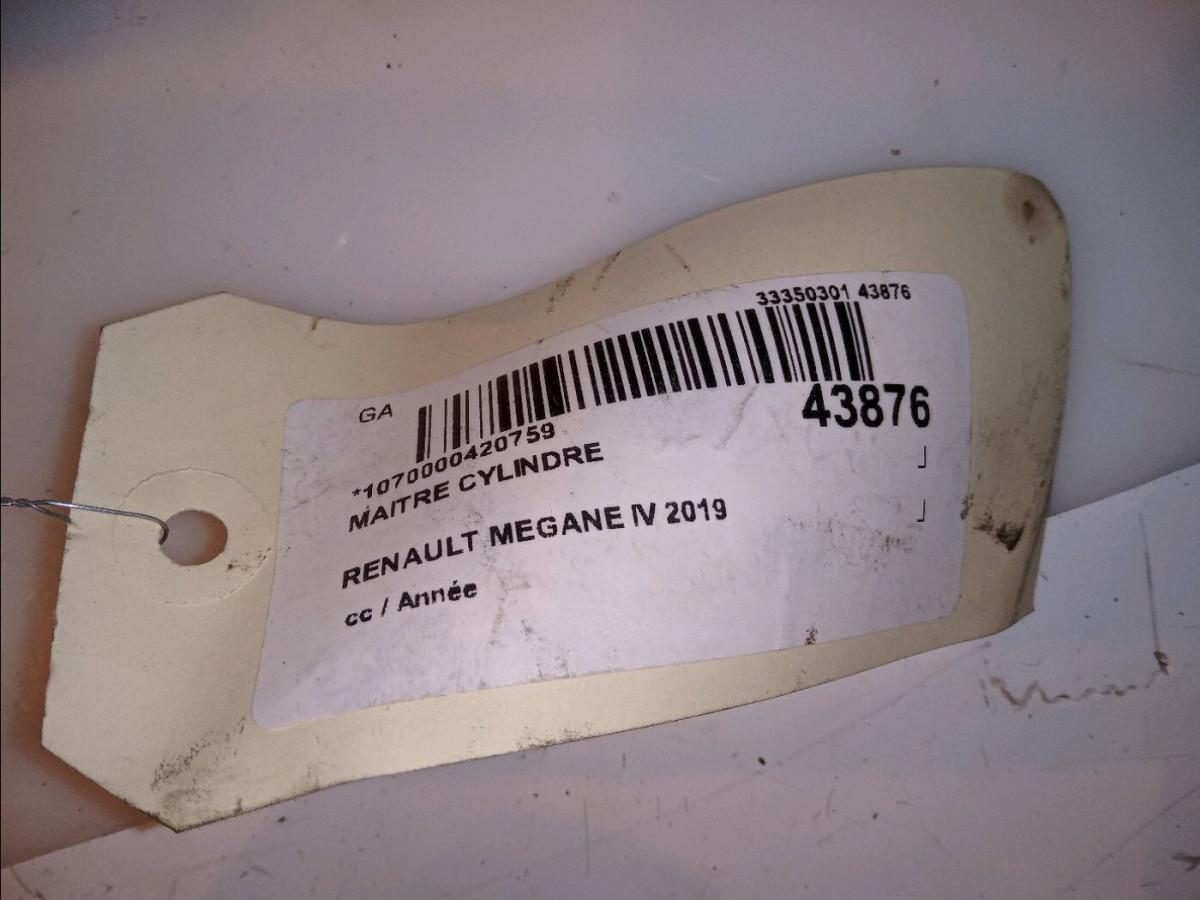 33350301 43876
GA
43876
*1070000420759
MAITRE CYLINDRE
RENAULT MEGANE IV 2019
cc / Année